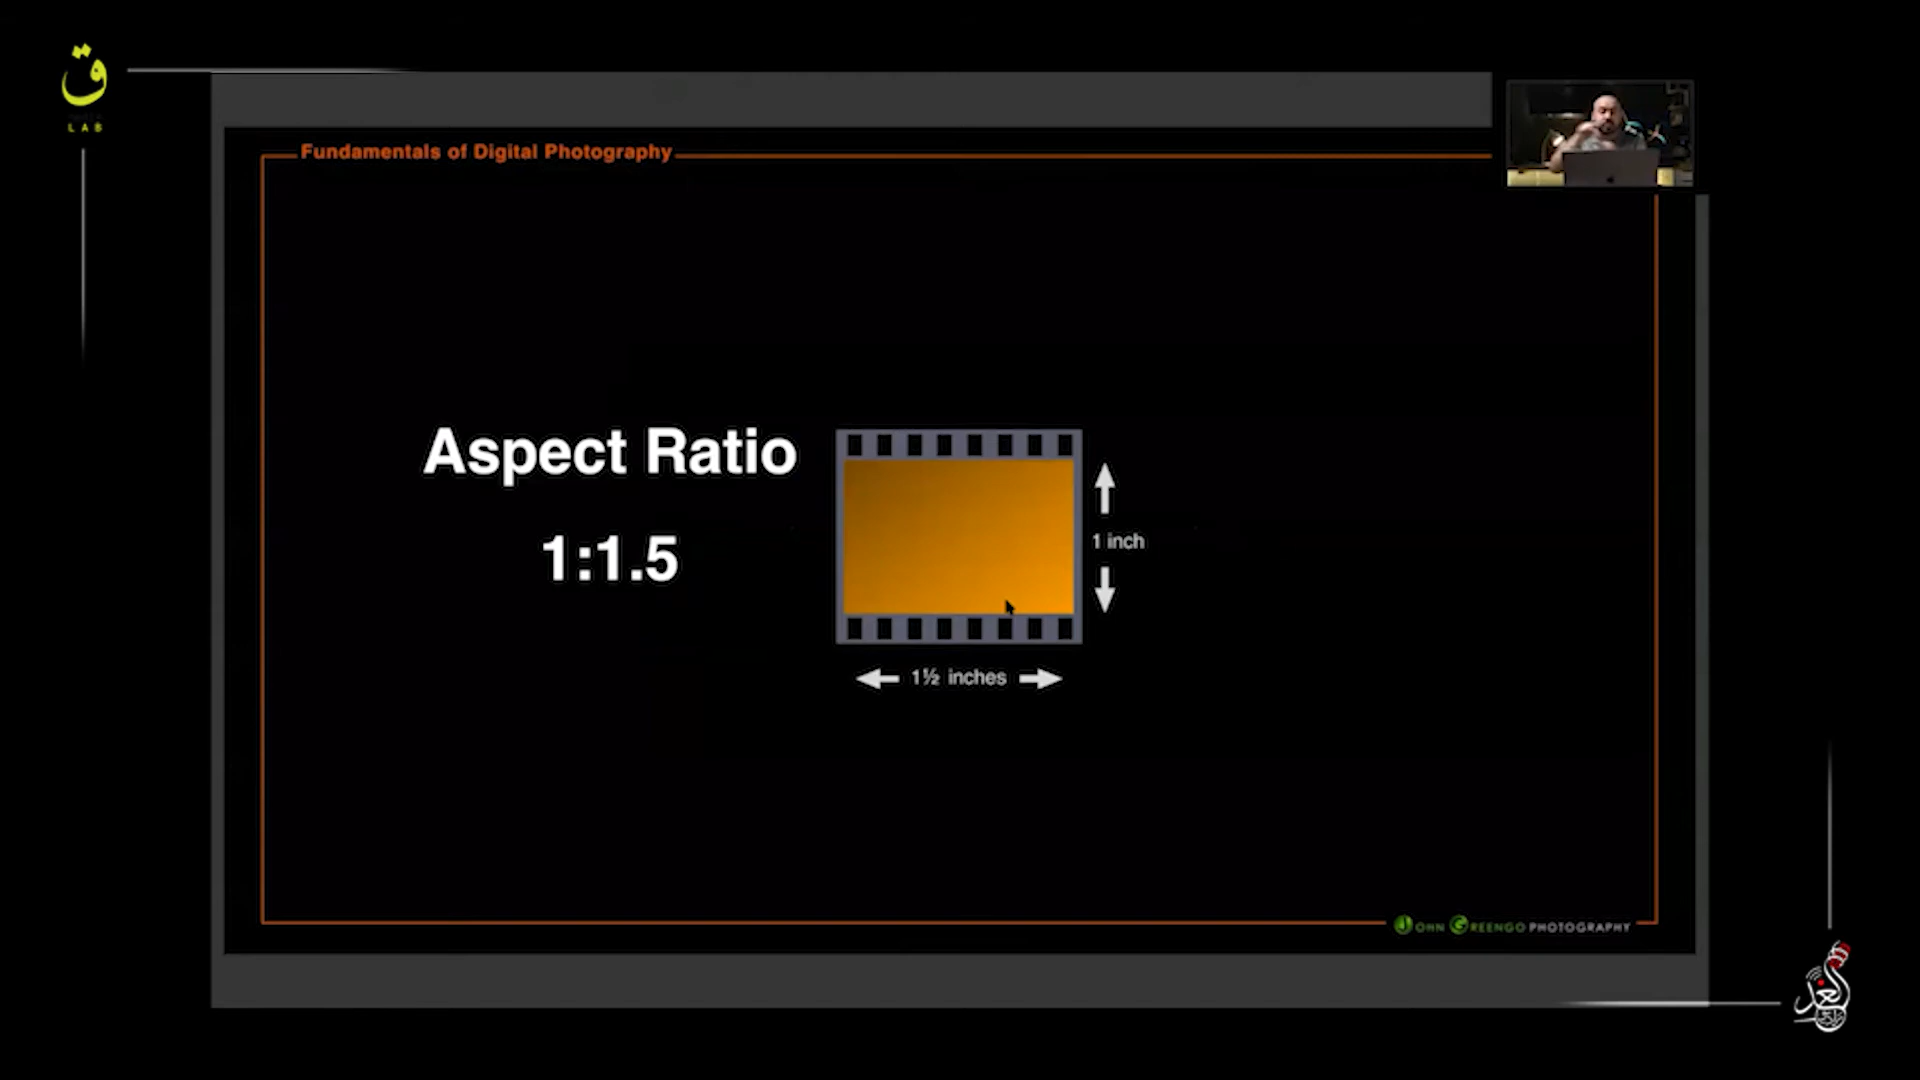 ق
LAB
Fundamentals of Digital Photography
Aspect Ratio
1:1.5
1 inch
1½ inches
JOHN GREENGO PHOTOGRAPHY